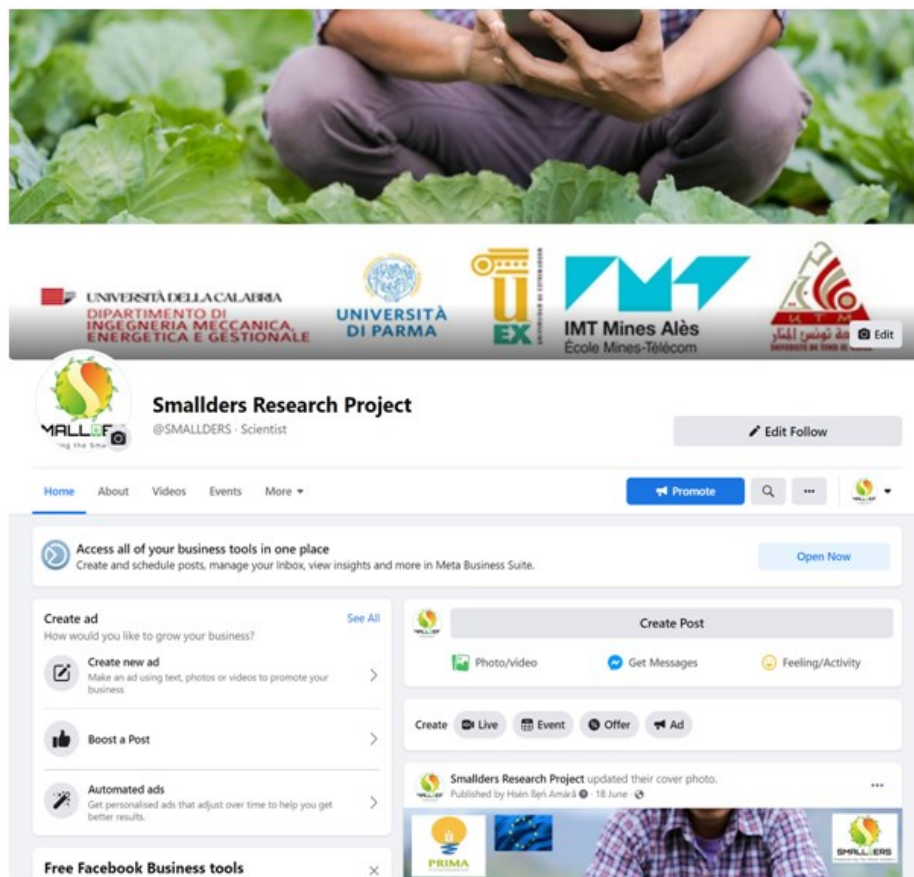 UNIVERSITÀ DELLA CALABRIA
DIPARTIMENTO DI
INGEGNERIA MECCANICA,
ENERGETICA E GESTIONALE
UNIVERSITÀ
DI PARMA
U
EX
IMT Mines Alès
École Mines-Télécom
U T M
Edit
Smallders Research Project
@SMALLDERS · Scientist
Edit Follow
Home
About
Videos
Events
More
Promote
Access all of your business tools in one place
Create and schedule posts, manage your Inbox, view insights and more in Meta Business Suite.
Open Now
Create ad
See All
How would you like to grow your business?
Create new ad
Make an ad using text, photos or videos to promote your
business
Boost a Post
Automated ads
Get personalised ads that adjust over time to help you get
better results.
Free Facebook Business tools
Create Post
Photo/video
Get Messages
Feeling/Activity
Create
Live
Event
Offer
Ad
Smallders Research Project updated their cover photo.
Published by Hsén Ben Amará · 18 June
PRIMA
SMALLDERS